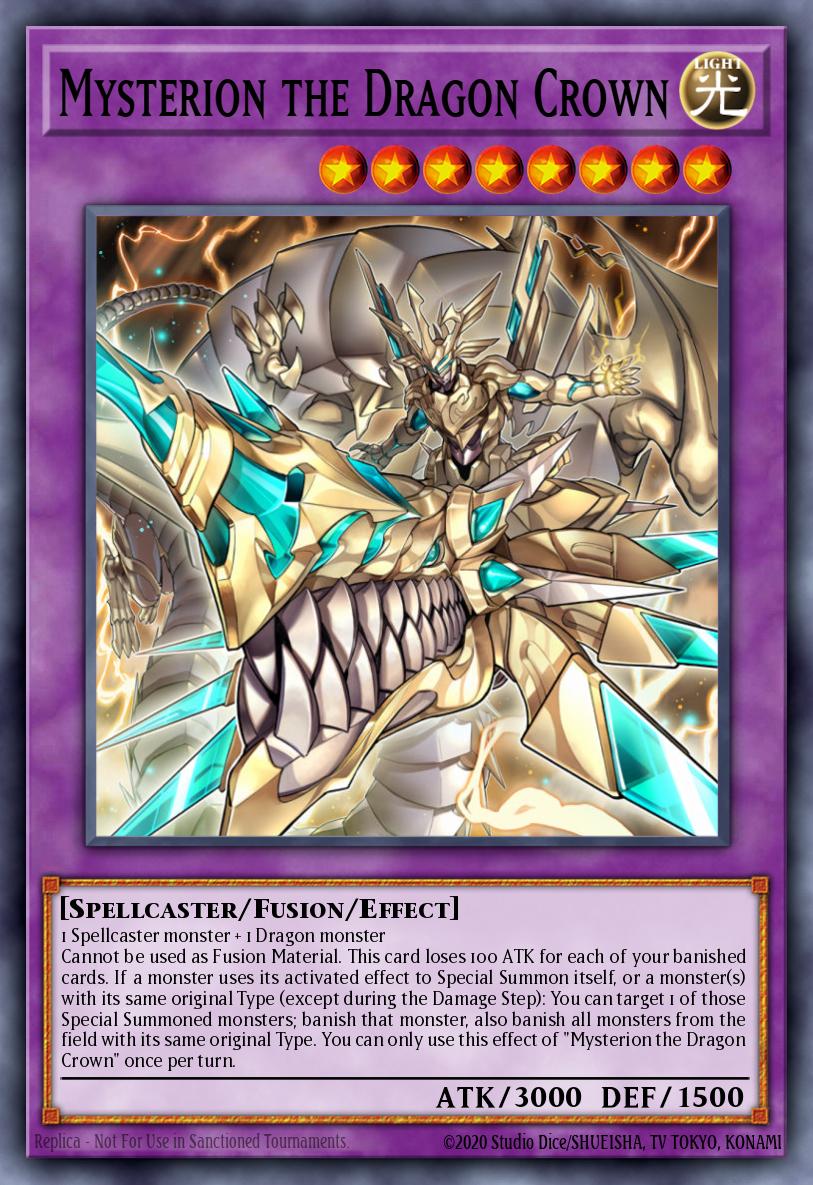 Mysterion the Dragon Crown
LIGHT
光
[Spellcaster/Fusion/Effect]
1 Spellcaster monster + 1 Dragon monster
Cannot be used as Fusion Material. This card loses 100 ATK for each of your banished
cards. If a monster uses its activated effect to Special Summon itself, or a monster(s)
with its same original Type (except during the Damage Step): You can target 1 of those
Special Summoned monsters; banish that monster, also banish all monsters from the
field with its same original Type. You can only use this effect of "Mysterion the Dragon
Crown" once per turn.
ATK/3000 DEF/1500
Replica - Not For Use in Sanctioned Tournaments.
©2020 Studio Dice/SHUEISHA, TV TOKYO, KONAMI